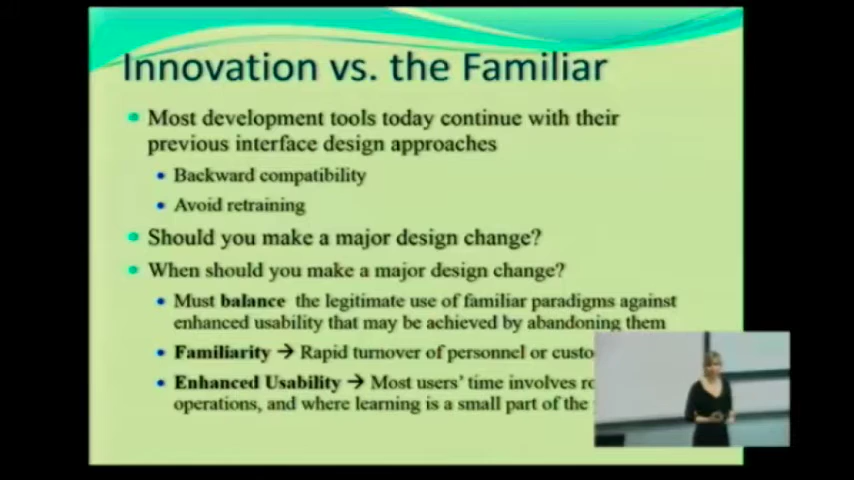 Innovation vs. the Familiar
Most development tools today continue with their
previous interface design approaches
Backward compatibility
Avoid retraining
Should you make a major design change?
When should you make a major design change?
Must balance the legitimate use of familiar paradigms against
enhanced usability that may be achieved by abandoning them
Familiarity → Rapid turnover of personnel or
Enhanced Usability → Most users' time involves
operations, and where learning is a small part of the